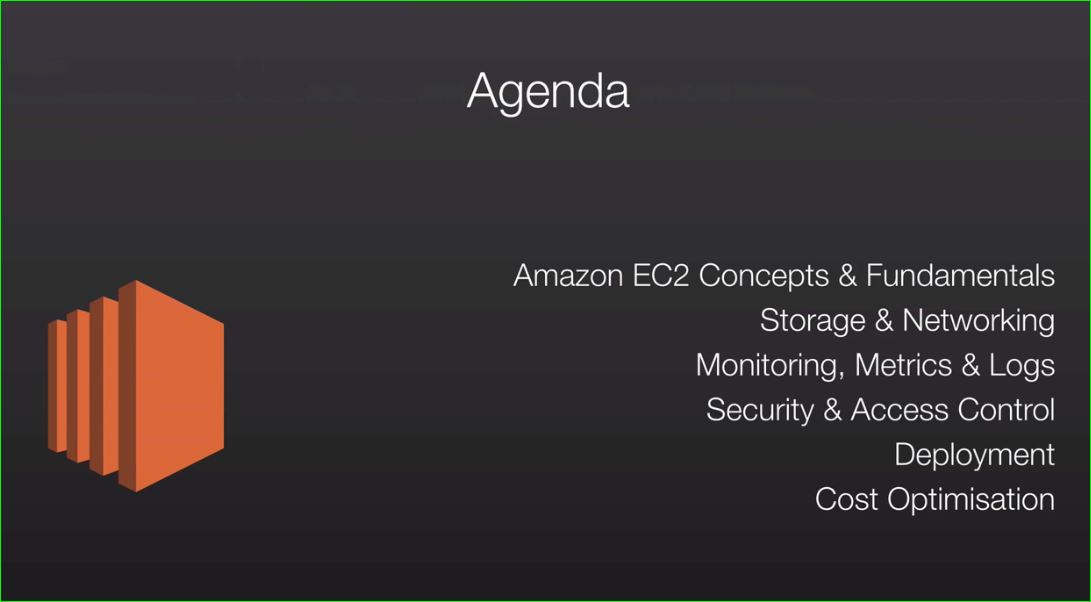 Agenda
Amazon EC2 Concepts & Fundamentals
Storage & Networking
Monitoring, Metrics & Logs
Security & Access Control
Deployment
Cost Optimisation